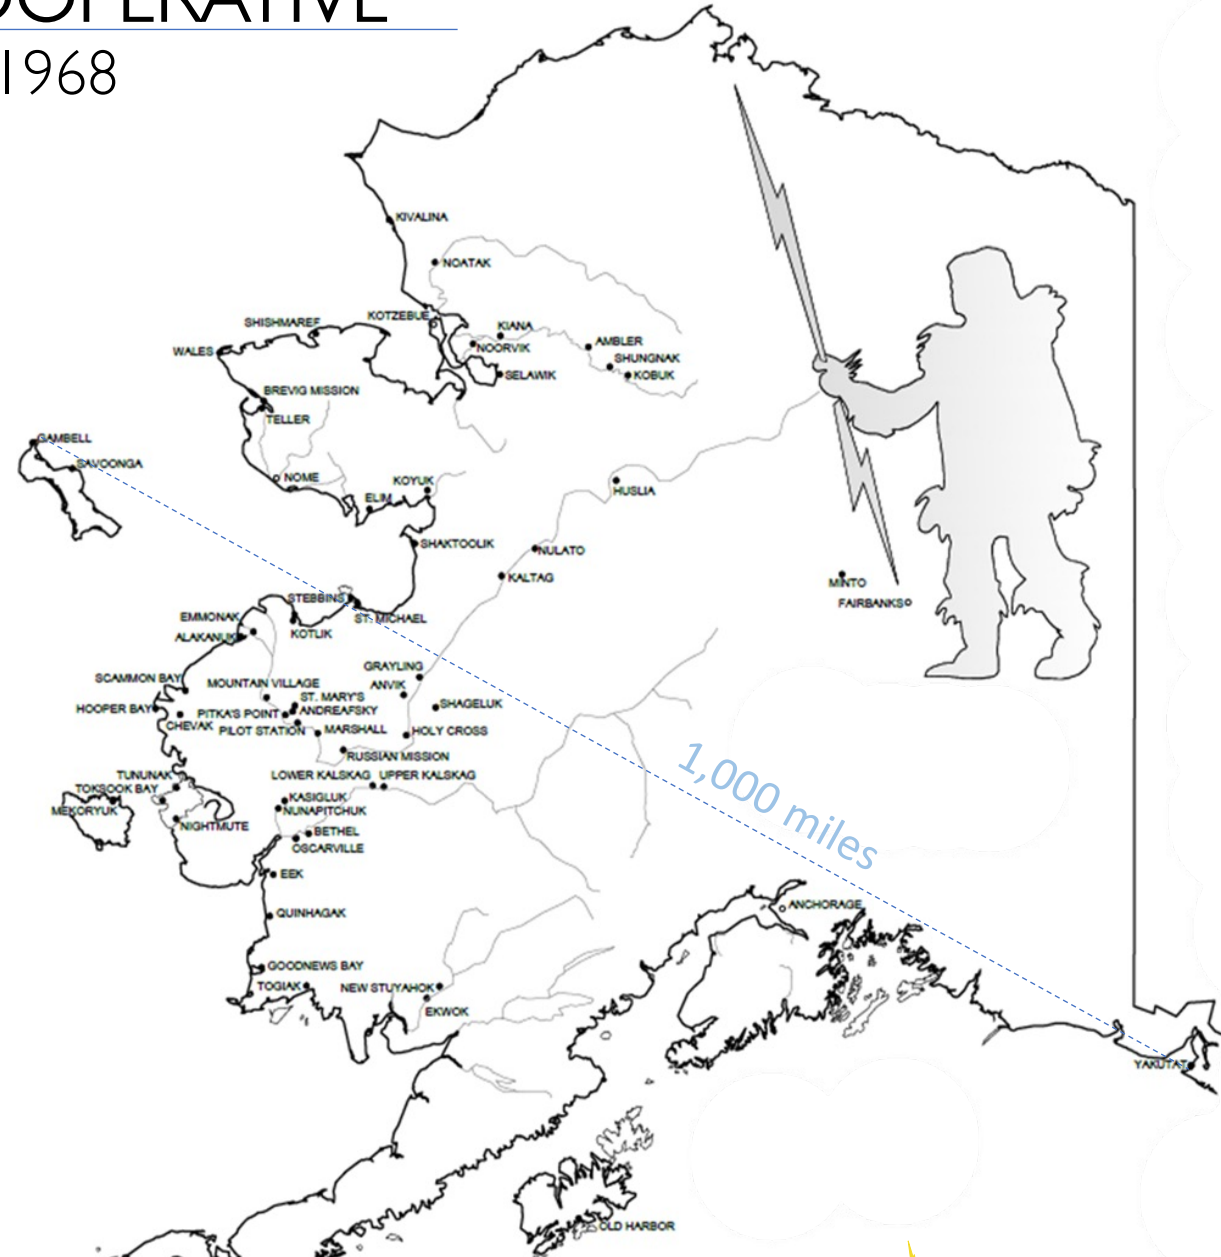 OOPERATIVE
1968
KIVALINA
NOATAK
KOTZEBUE
SHISHMAREF
KIANA
WALES
NOORVIK
AMBLER
SHUNGNAK
SELAWIK
KOBUK
BREVIG MISSION
TELLER
GAMBELL
SAVOONGA
NOME
KOYUK
ELIM
HUSLIA
SHAKTOOLIK
NULATO
KALTAG
MINTO
FAIRBANKS
STEBBINS
ST. MICHAEL
EMMONAK
ALAKANUK
KOTLIK
GRAYLING
SCAMMON BAY
MOUNTAIN VILLAGE
ANVIK
ST. MARY'S
SHAGELUK
HOOPER BAY
PITKA'S POINT
ANDREAFSKY
CHEVAK
PILOT STATION
MARSHALL
HOLY CROSS
RUSSIAN MISSION
1,000 miles
TUNUNAK
LOWER KALSKAG
UPPER KALSKAG
TOKSOOK BAY
KASIGLUK
MEKORYUK
NUNAPITCHUK
NIGHTMUTE
BETHEL
OSCARVILLE
EEK
ANCHORAGE
QUINHAGAK
GOODNEWS BAY
TOGIAK
NEW STUYAHOK
EKWOK
YAKUTAT
OLD HARBOR